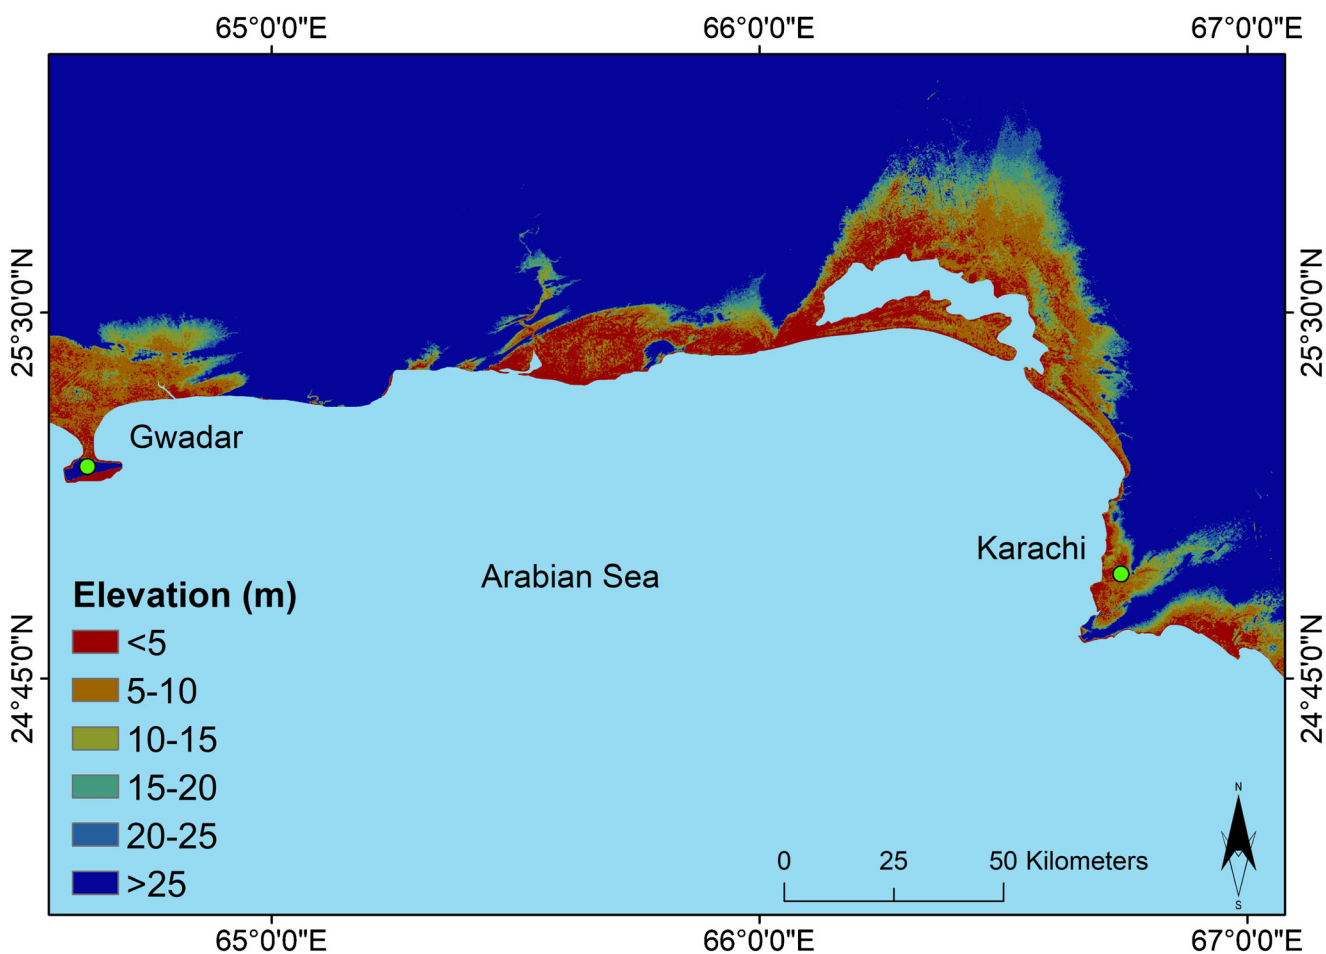 65°0'0"E 66°0'0"E 67°0'0"E
25°30'0"N
25°30'0"N
Gwadar
Karachi
Arabian Sea
Elevation (m)
<5
5-10
10-15
15-20
20-25
>25
24°45'0"N
24°45'0"N
N
S
0 25 50 Kilometers
65°0'0"E 66°0'0"E 67°0'0"E